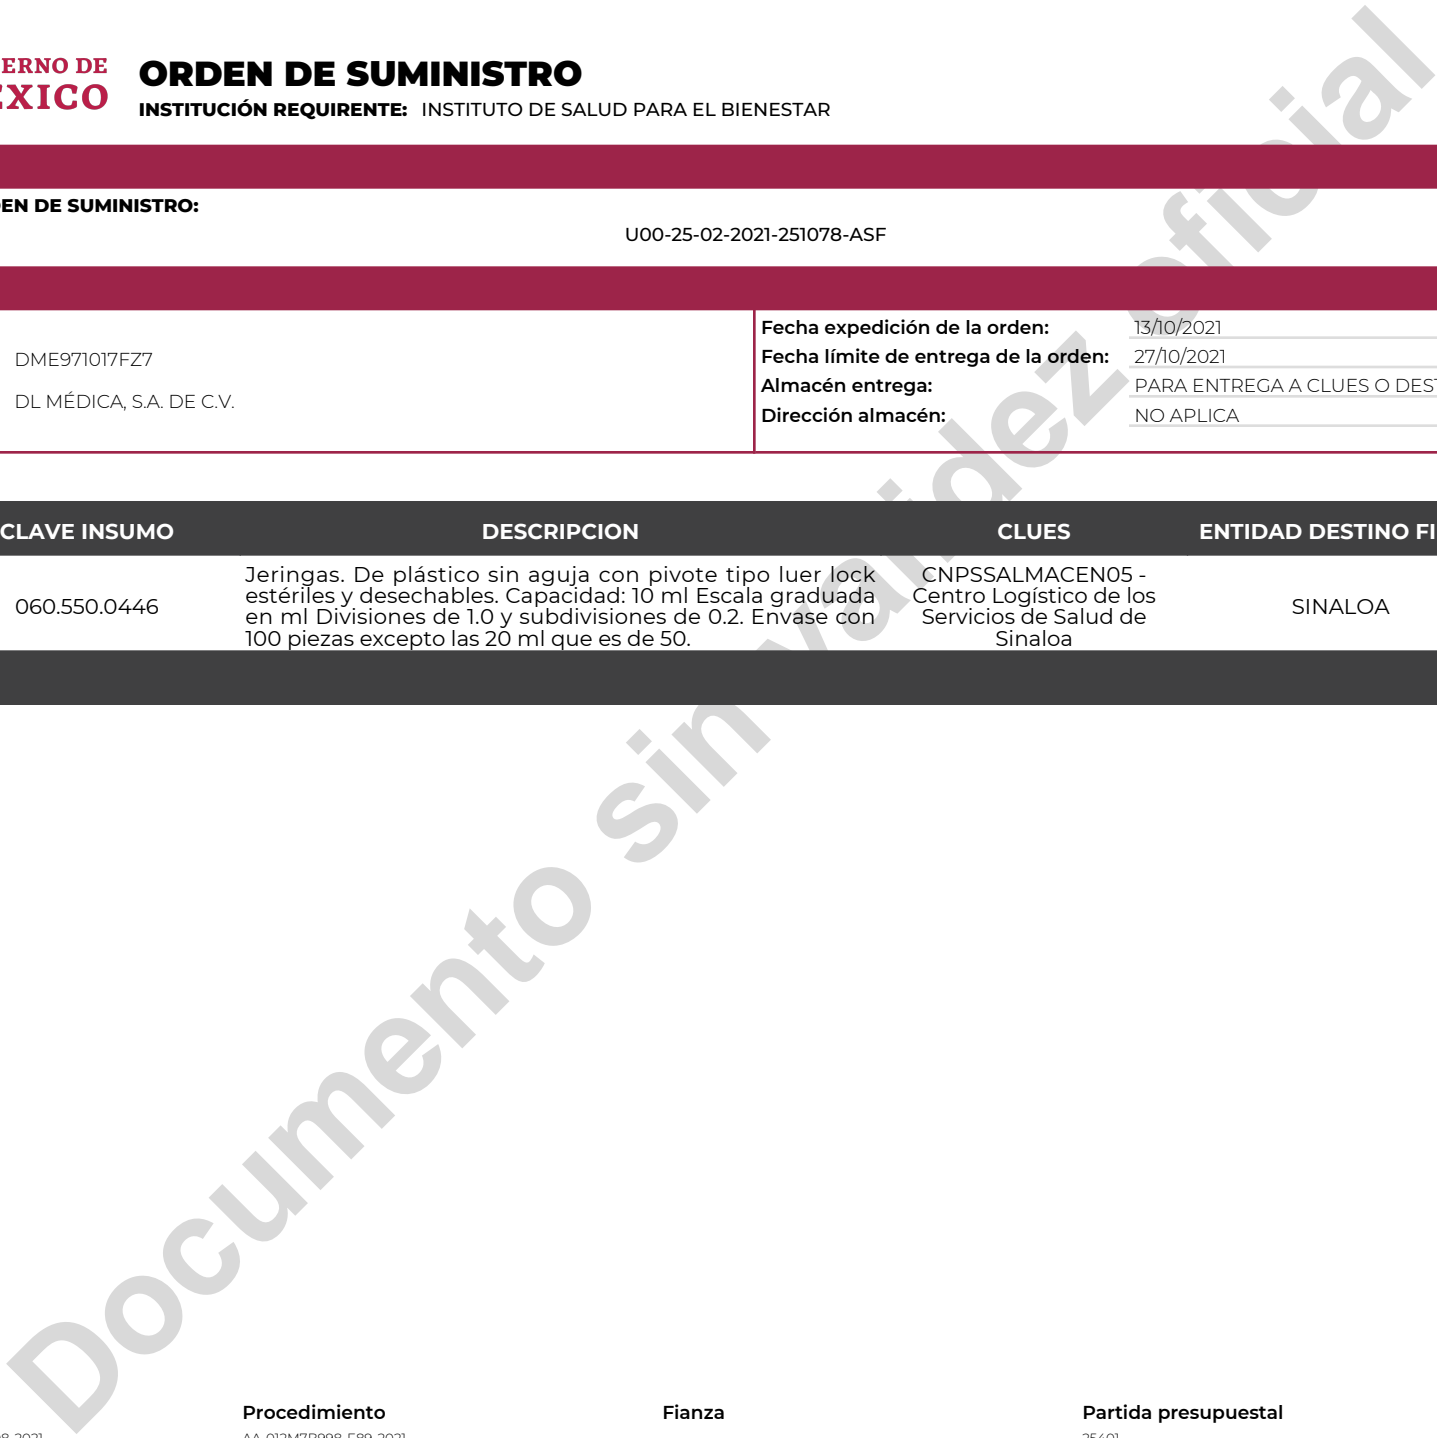 ERNO DE
ÉXICO
ORDEN DE SUMINISTRO
INSTITUCIÓN REQUIRENTE: INSTITUTO DE SALUD PARA EL BIENESTAR
EN DE SUMINISTRO:
U00-25-02-2021-251078-ASF
DME971017FZ7
DL MÉDICA, S.A. DE C.V.
Fecha expedición de la orden: 13/10/2021
Fecha límite de entrega de la orden: 27/10/2021
Almacén entrega: PARA ENTREGA A CLUES O DEST
Dirección almacén: NO APLICA
CLAVE INSUMO DESCRIPCION CLUES ENTIDAD DESTINO FI
060.550.0446
Jeringas. De plástico sin aguja con pivote tipo luer lock
estériles y desechables. Capacidad: 10 ml Escala graduada
en ml Divisiones de 1.0 y subdivisiones de 0.2. Envase con
100 piezas excepto las 20 ml que es de 50.
CNPSSALMACEN05 -
Centro Logístico de los
Servicios de Salud de
Sinaloa
SINALOA
Documento sin validez oficial
Procedimiento Fianza Partida presupuestal